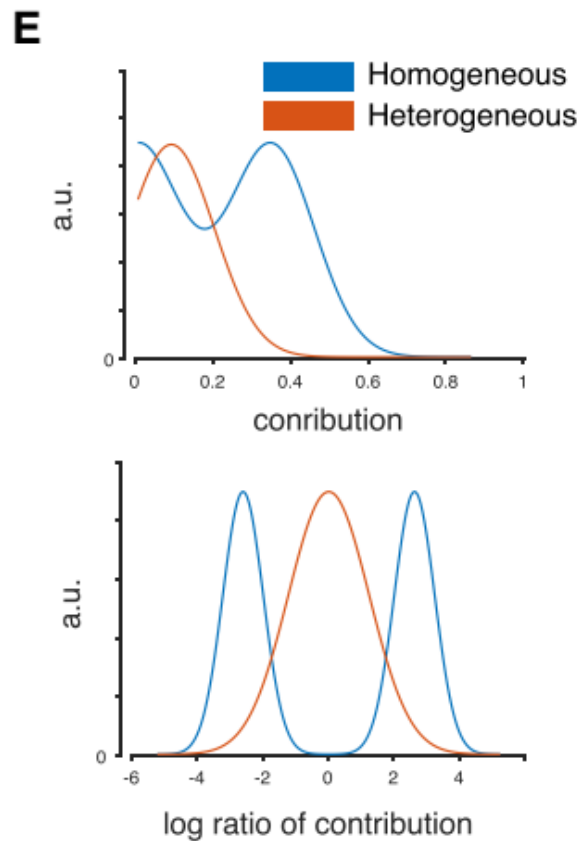 E
Homogeneous
Heterogeneous
a.u.
0
0 0.2 0.4 0.6 0.8 1
conribution
a.u.
0
-6 -4 -2 0 2 4
log ratio of contribution